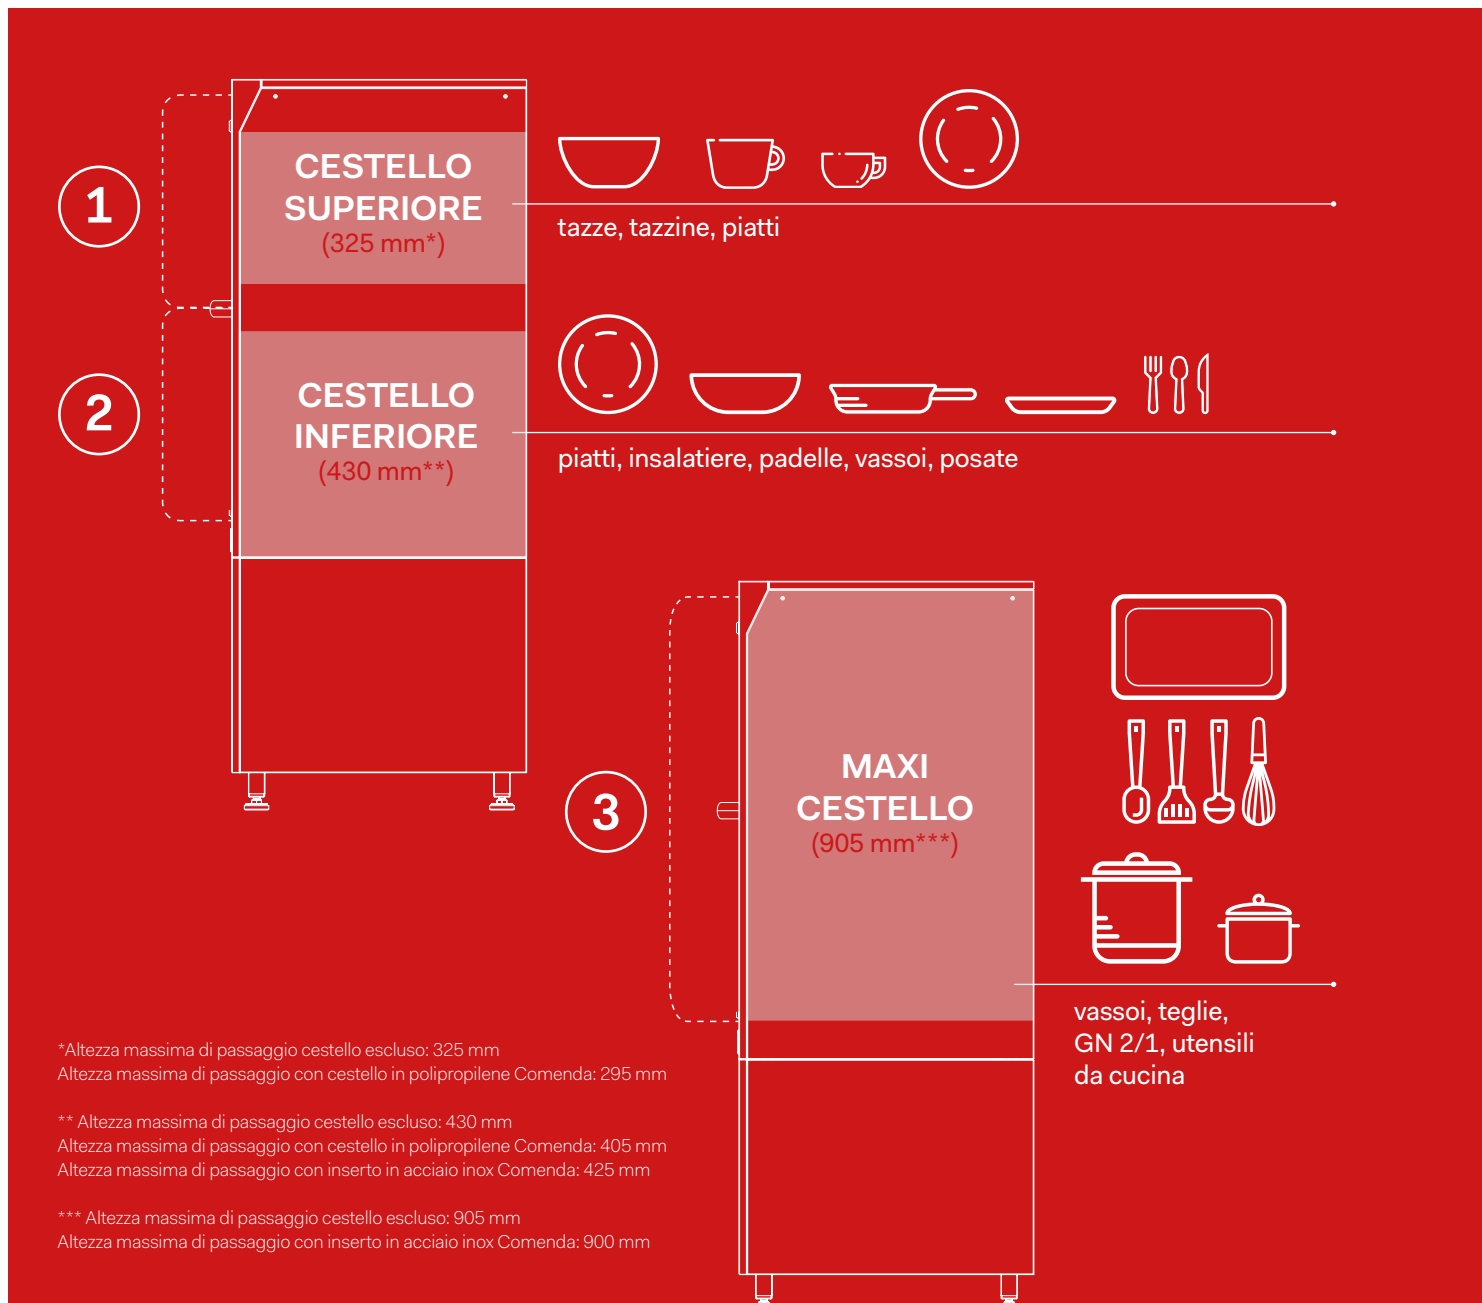 1
CESTELLO
SUPERIORE
(325 mm*)
tazze, tazzine, piatti
2
CESTELLO
INFERIORE
(430 mm**)
piatti, insalatiere, padelle, vassoi, posate
3
MAXI
CESTELLO
(905 mm***)
vassoi, teglie,
GN 2/1, utensili
da cucina
*Altezza massima di passaggio cestello escluso: 325 mm
Altezza massima di passaggio con cestello in polipropilene Comenda: 295 mm
** Altezza massima di passaggio cestello escluso: 430 mm
Altezza massima di passaggio con cestello in polipropilene Comenda: 405 mm
Altezza massima di passaggio con inserto in acciaio inox Comenda: 425 mm
*** Altezza massima di passaggio cestello escluso: 905 mm
Altezza massima di passaggio con inserto in acciaio inox Comenda: 900 mm